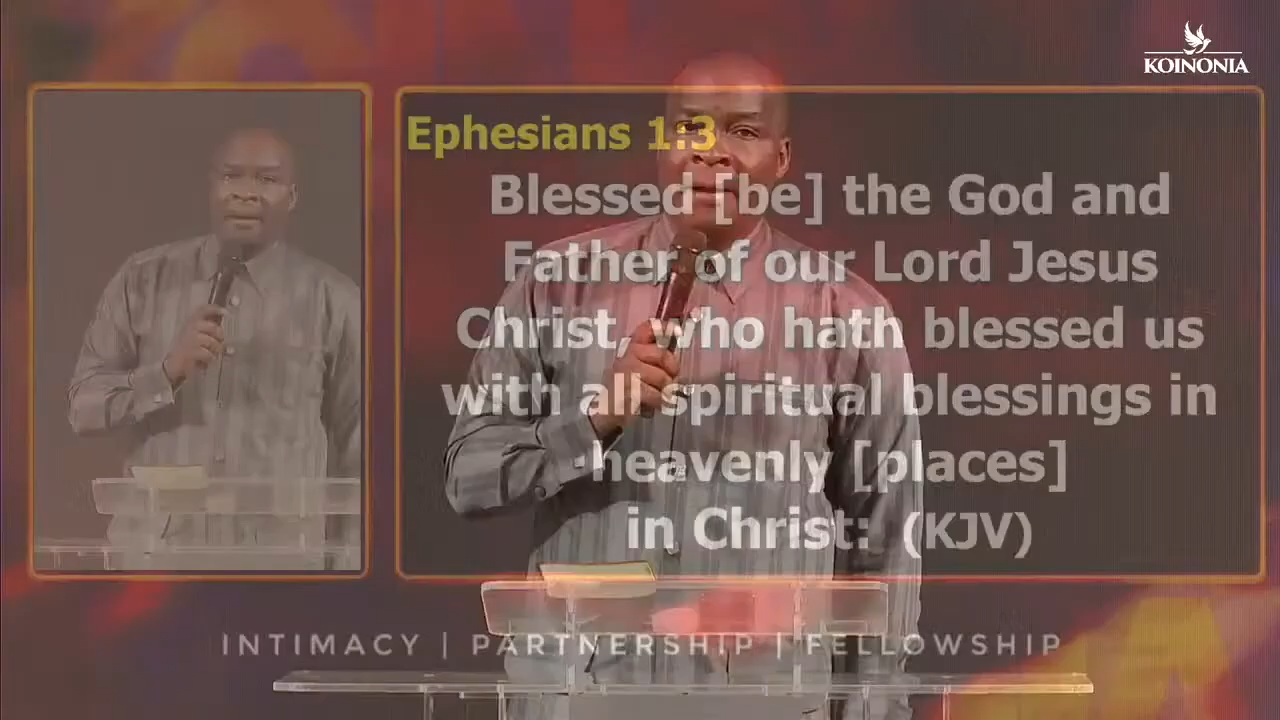 KOINONIA
Ephesians 1:3
Blessed [be] the God and
Father of our Lord Jesus
Christ, who hath blessed us
with all spiritual blessings in
heavenly [places]
in Christ: (KJV)
INTIMACY | PARTNERSHIP | FELLOWSHIP